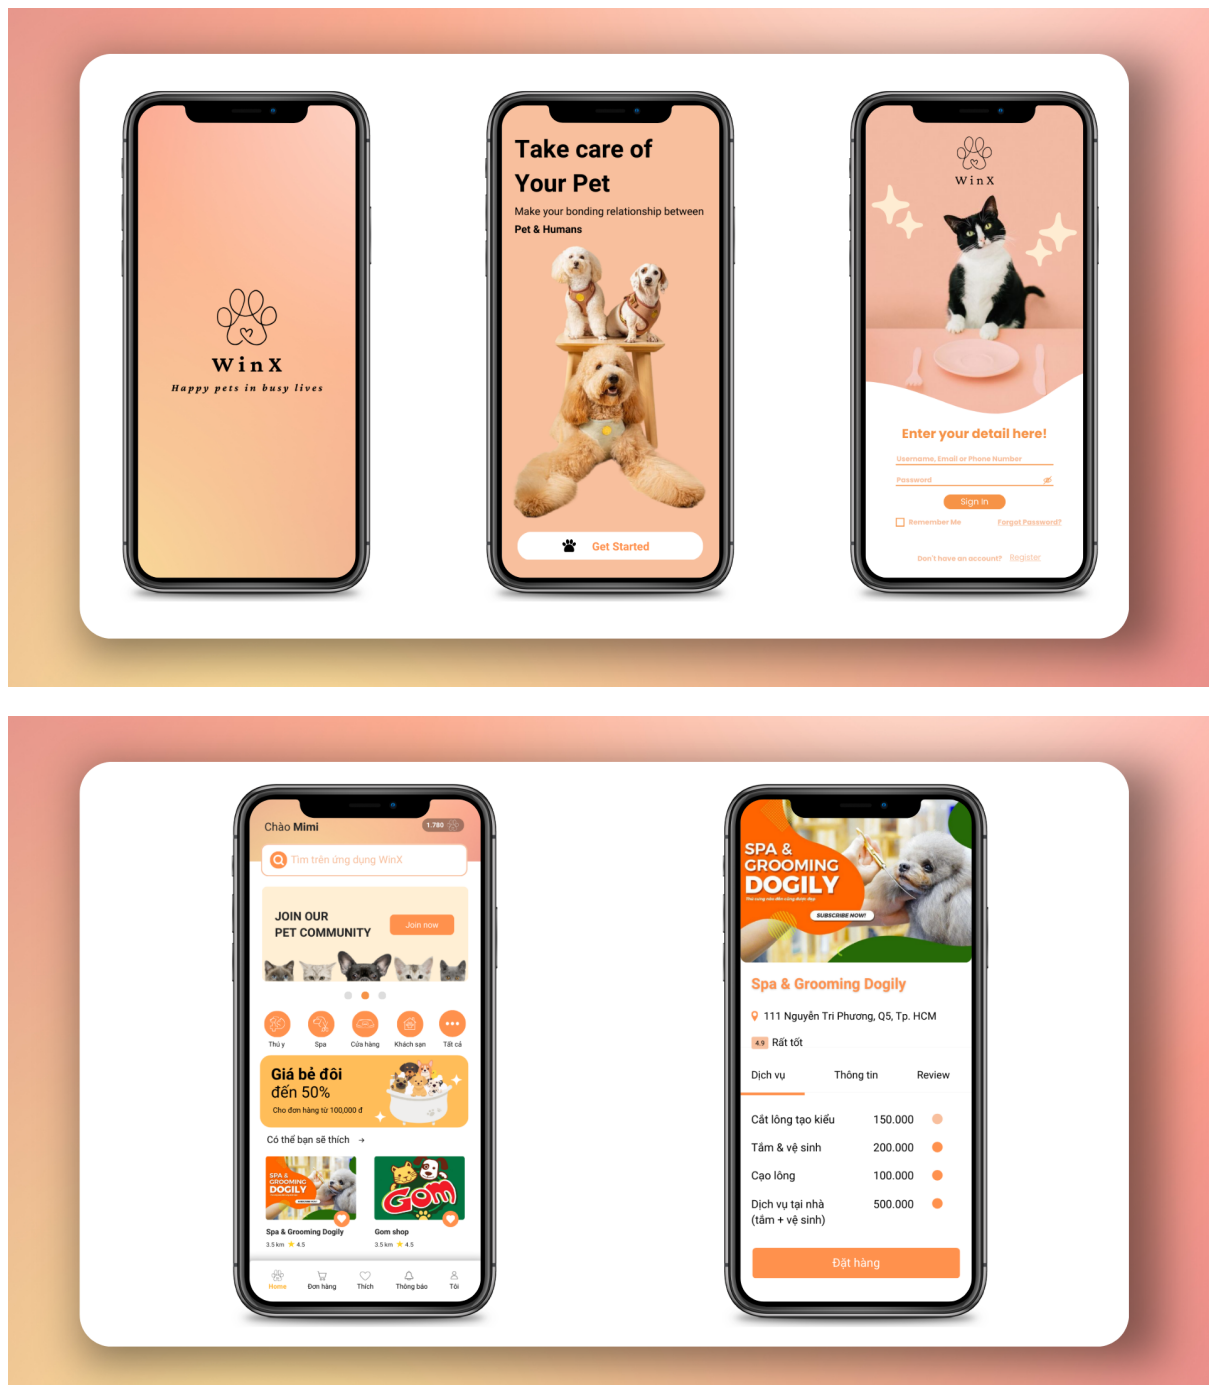 WinX
Happy pets in busy lives
Take care of
Your Pet
Make your bonding relationship between
Pet & Humans
Get Started
WinX
Enter your detail here!
Username, Email or Phone Number
Password
Sign In
Remember Me
Forgot Password?
Don't have an account? Register
Chào Mimi
1.780
Tìm trên ứng dụng WinX
JOIN OUR
PET COMMUNITY
Join now
Thú y
Spa
Cửa hàng
Khách sạn
Tất cả
Giá bẻ đôi
đến 50%
Cho đơn hàng từ 100,000 đ
Có thể bạn sẽ thích →
SPA &
GROOMING
DOGILY
Gom
Spa & Grooming Dogily
3.5 km ★ 4.5
Gom shop
3.5 km ★ 4.5
Home
Đơn hàng
Thích
Thông báo
Tôi
SPA &
GROOMING
DOGILY
SUBSCRIBE NOW!
Spa & Grooming Dogily
111 Nguyễn Tri Phương, Q5, Tp. HCM
4.9 Rất tốt
Dịch vụ
Thông tin
Review
Cắt lông tạo kiểu 150.000
Tắm & vệ sinh 200.000
Cạo lông 100.000
Dịch vụ tại nhà 500.000
(tắm + vệ sinh)
Đặt hàng